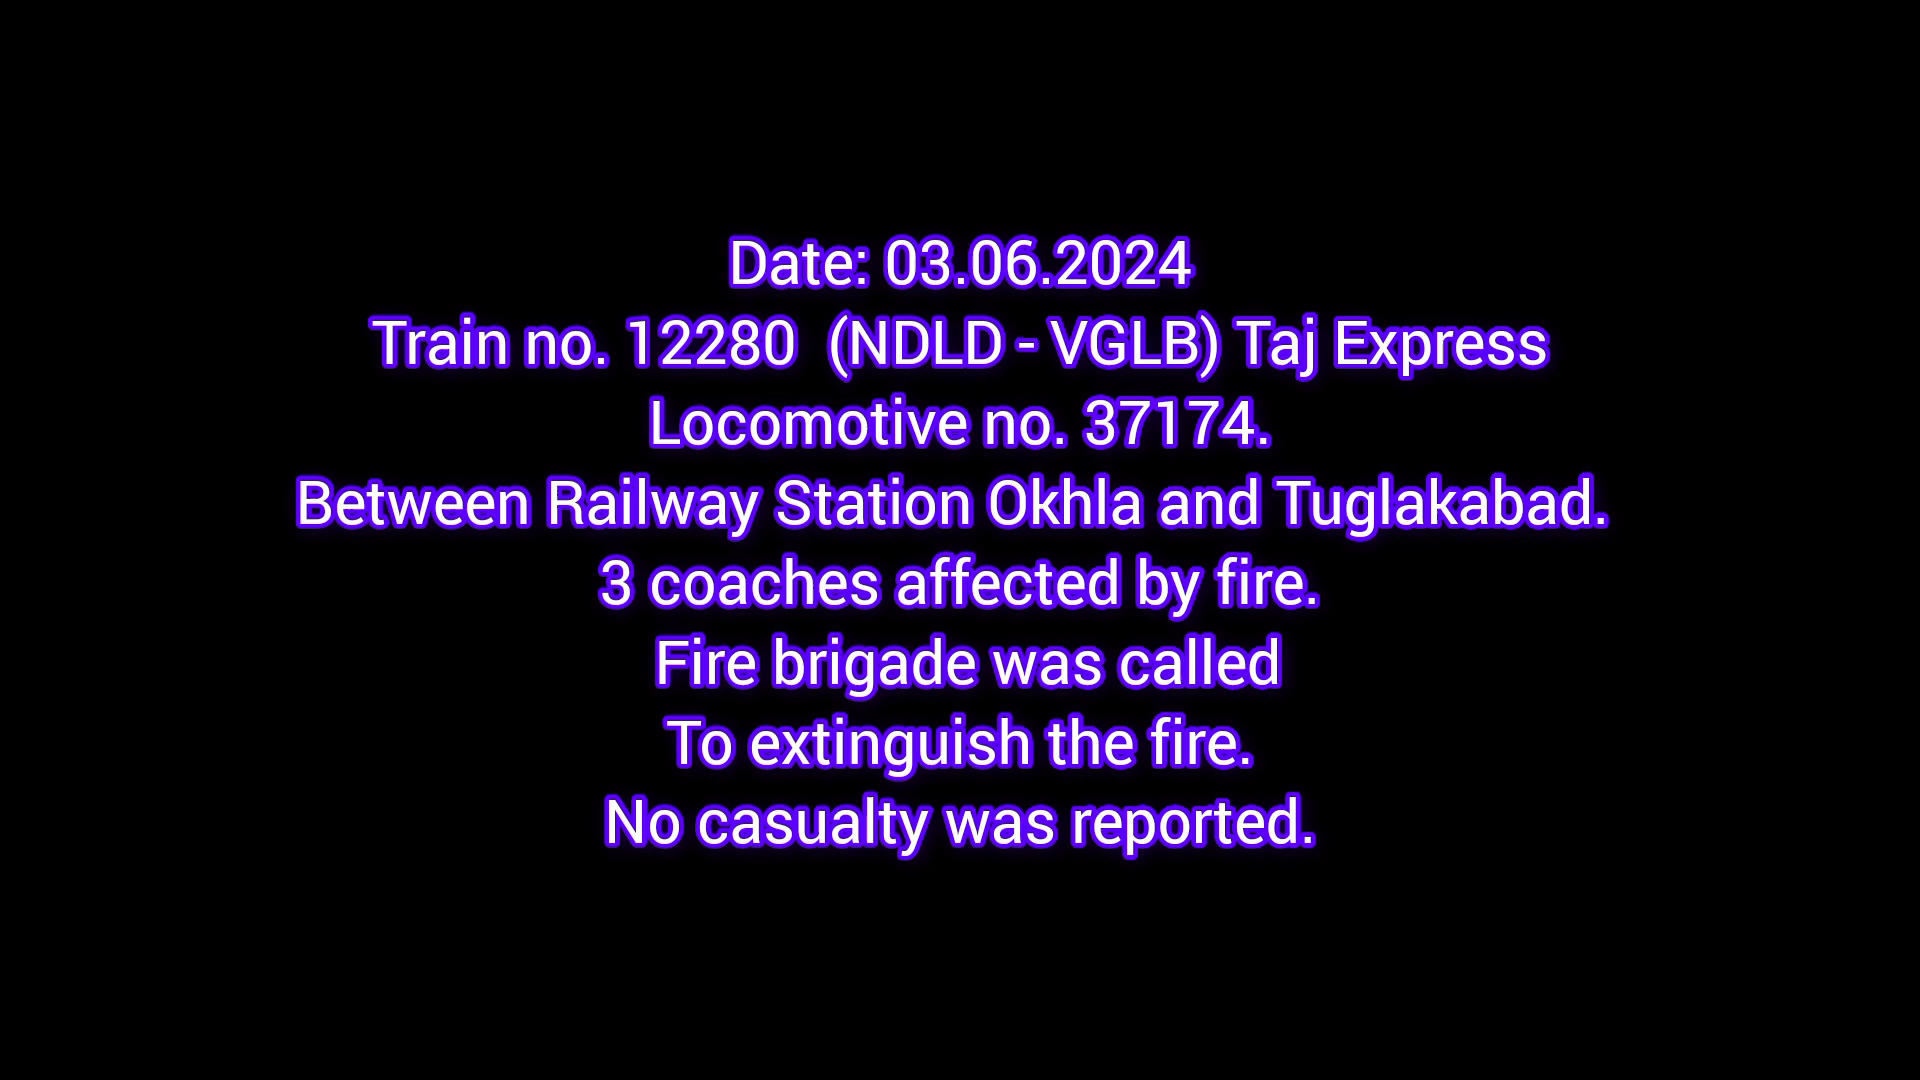 Date: 03.06.2024
Train no. 12280  (NDLD - VGLB) Taj Express
Locomotive no. 37174.
Between Railway Station Okhla and Tuglakabad.
3 coaches affected by fire.
Fire brigade was called
To extinguish the fire.
No casualty was reported.